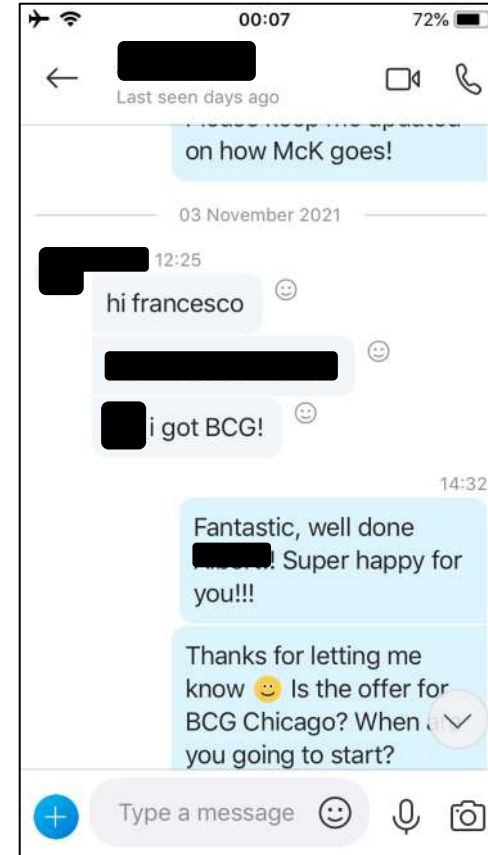 00:07
72%
Last seen days ago
on how McK goes!
03 November 2021
12:25
hi francesco
i got BCG!
14:32
Fantastic, well done
! Super happy for
you!!!
Thanks for letting me
know 🙂 Is the offer for
BCG Chicago? When
you going to start?
Type a message